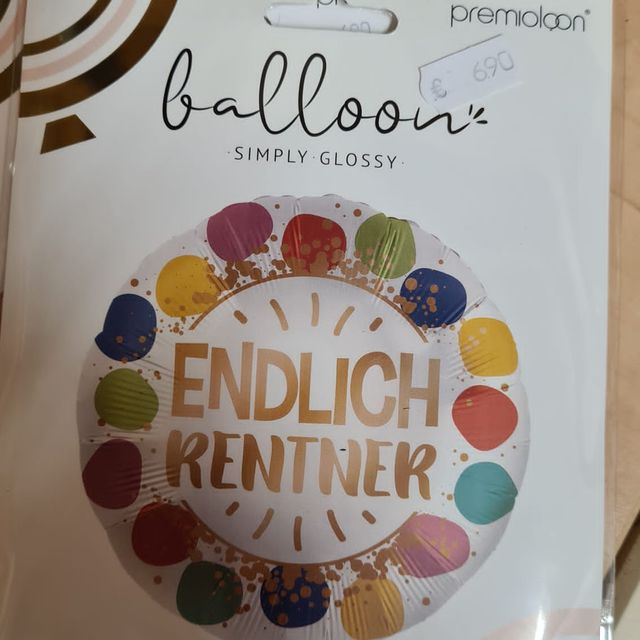 premioloon®
€ 6,90
balloon
·SIMPLY·GLOSSY·
ENDLICH
RENTNER